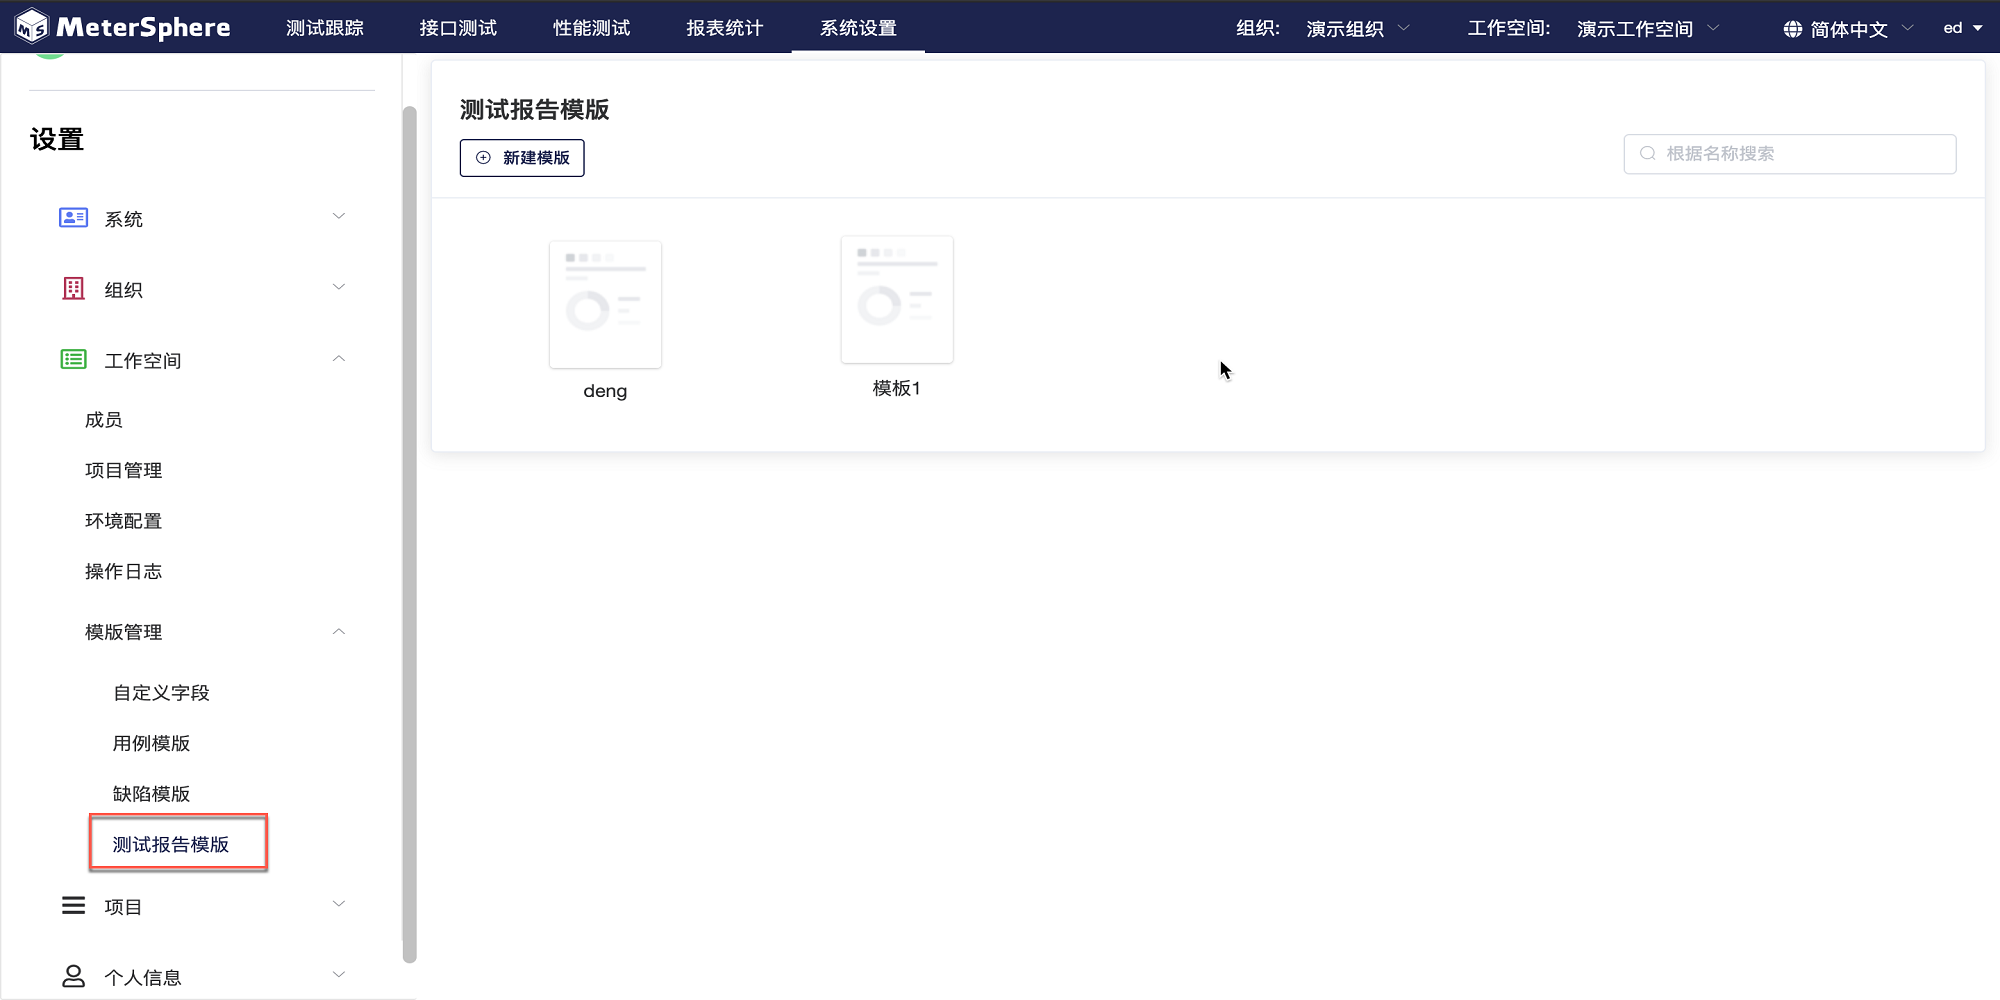 MeterSphere 测试跟踪 接口测试 性能测试 报表统计 系统设置 组织: 演示组织 工作空间: 演示工作空间 简体中文 ed
设置
系统
组织
工作空间
成员
项目管理
环境配置
操作日志
模版管理
自定义字段
用例模版
缺陷模版
测试报告模版
项目
个人信息
测试报告模版
新建模版
根据名称搜索
deng
模板1